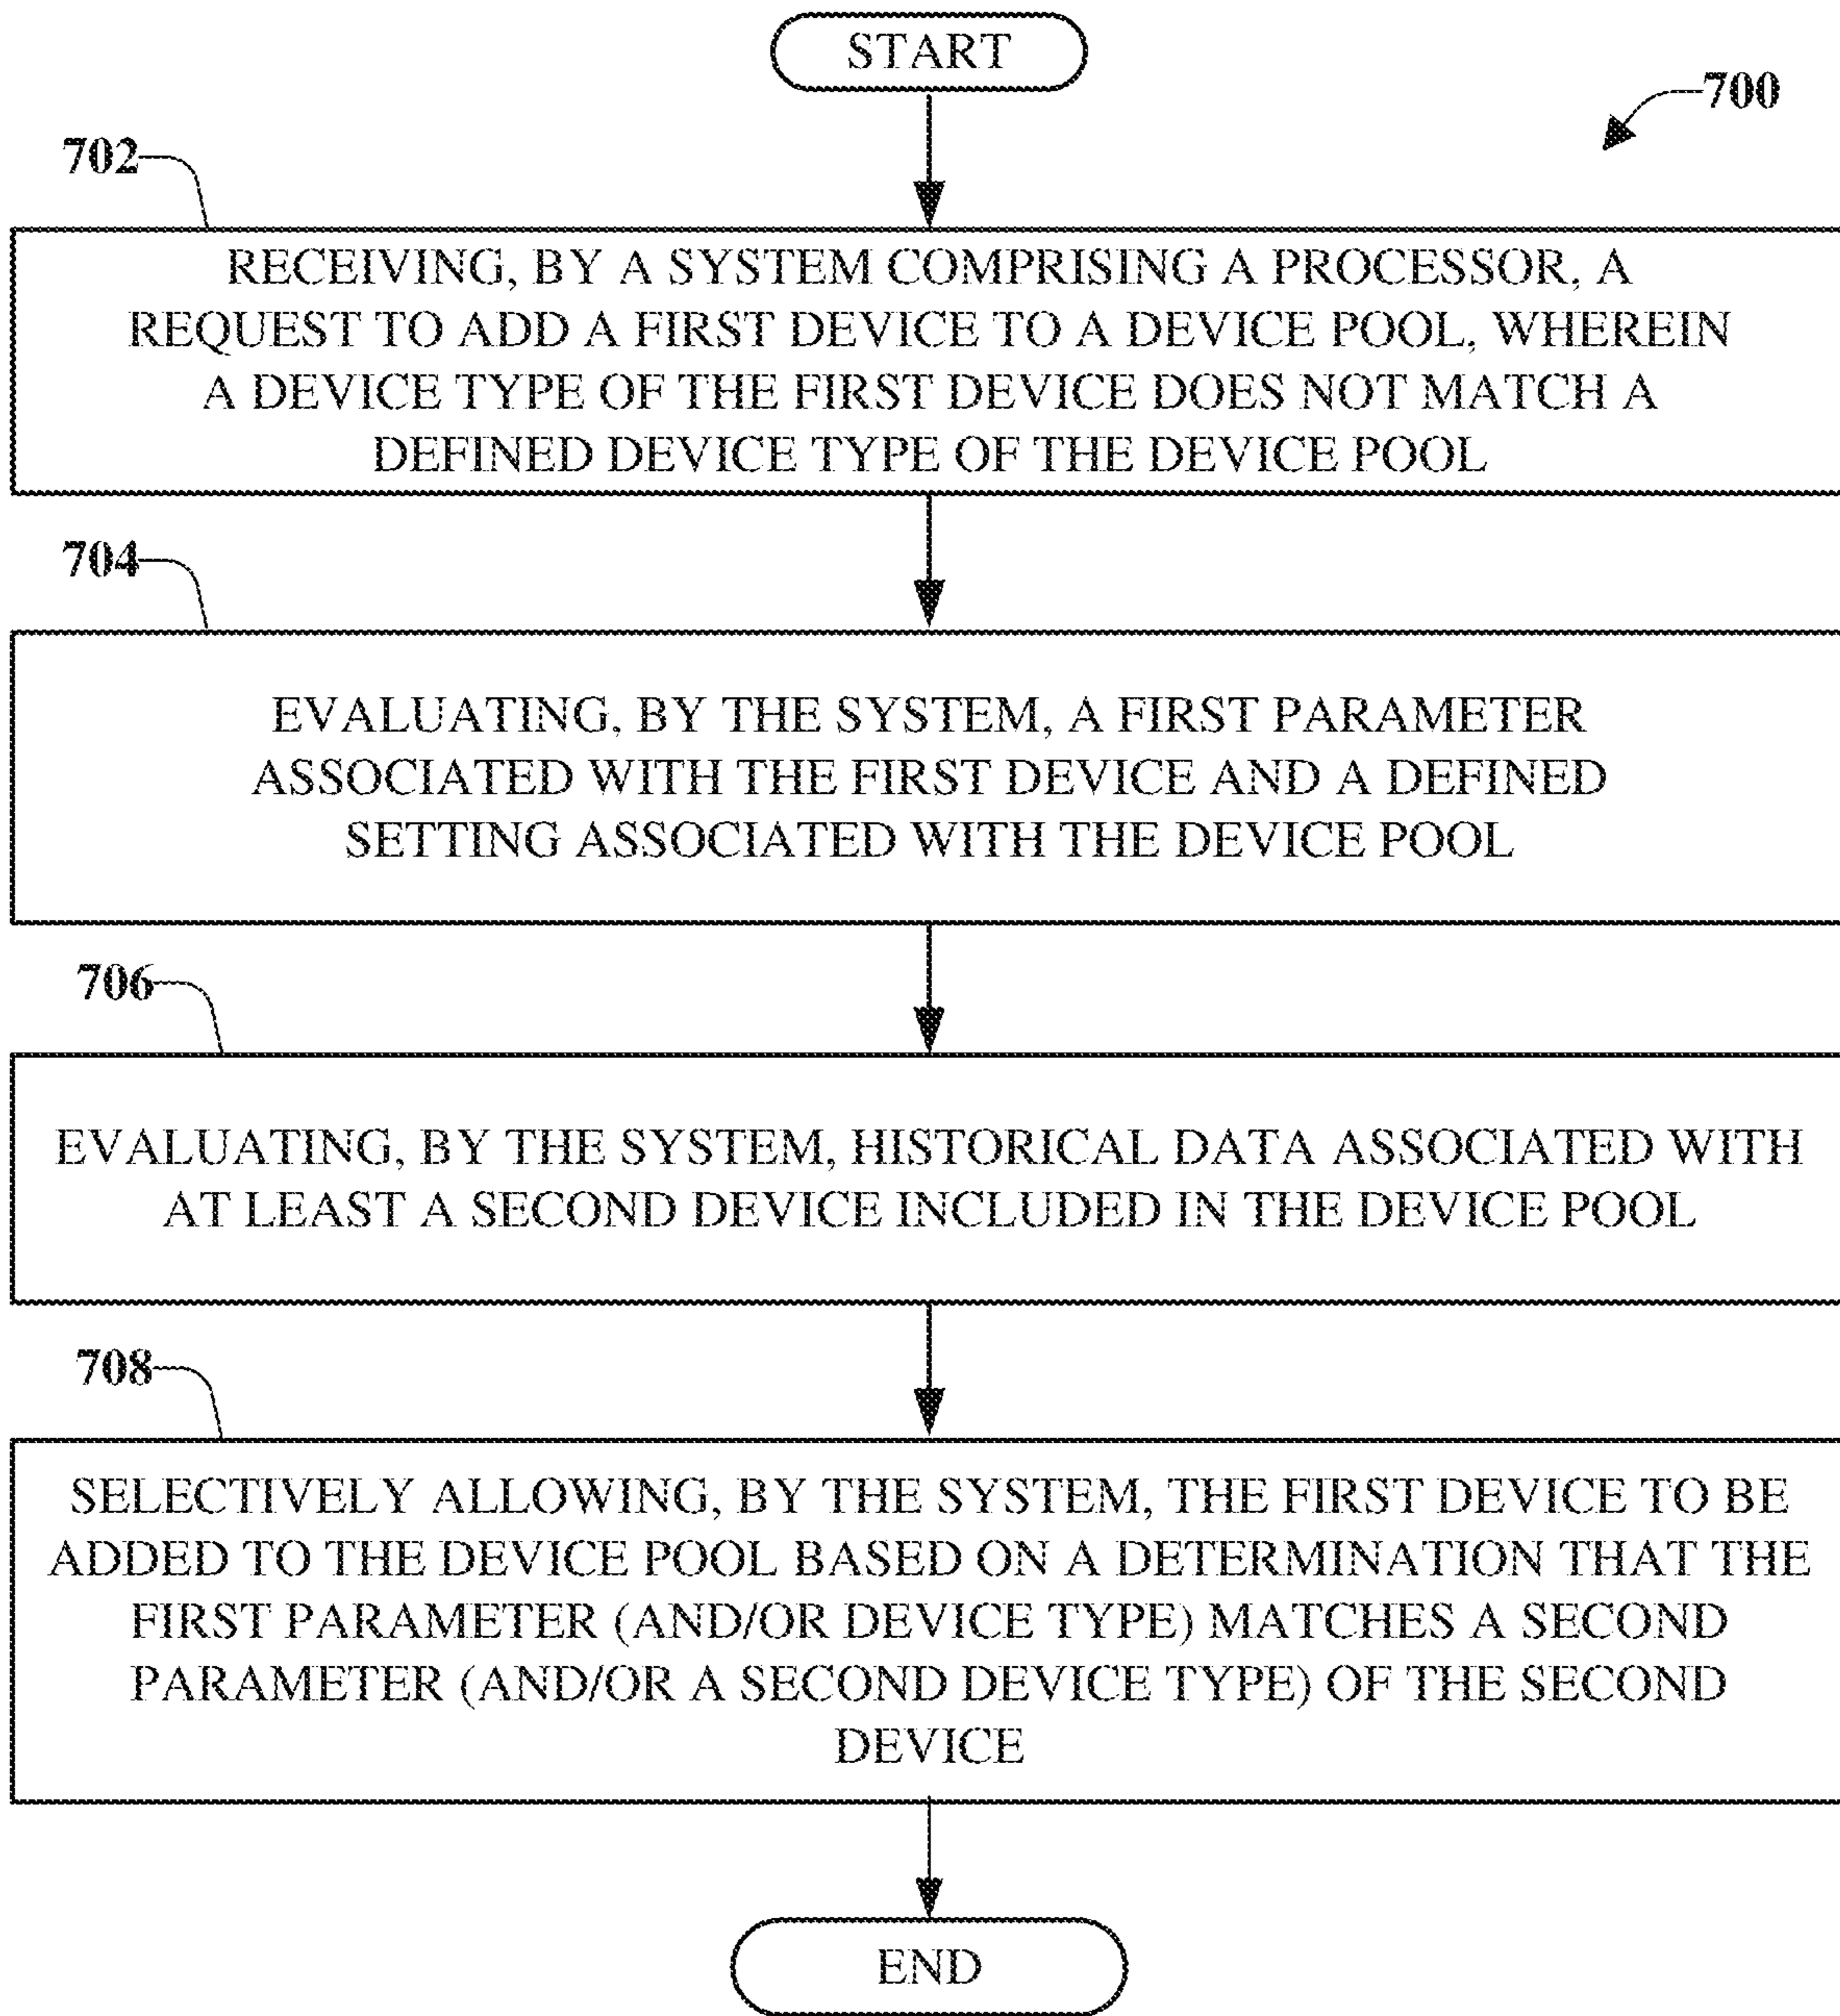 START
700
702
RECEIVING, BY A SYSTEM COMPRISING A PROCESSOR, A
REQUEST TO ADD A FIRST DEVICE TO A DEVICE POOL, WHEREIN
A DEVICE TYPE OF THE FIRST DEVICE DOES NOT MATCH A
DEFINED DEVICE TYPE OF THE DEVICE POOL
704
EVALUATING, BY THE SYSTEM, A FIRST PARAMETER
ASSOCIATED WITH THE FIRST DEVICE AND A DEFINED
SETTING ASSOCIATED WITH THE DEVICE POOL
706
EVALUATING, BY THE SYSTEM, HISTORICAL DATA ASSOCIATED WITH
AT LEAST A SECOND DEVICE INCLUDED IN THE DEVICE POOL
708
SELECTIVELY ALLOWING, BY THE SYSTEM, THE FIRST DEVICE TO BE
ADDED TO THE DEVICE POOL BASED ON A DETERMINATION THAT THE
FIRST PARAMETER (AND/OR DEVICE TYPE) MATCHES A SECOND
PARAMETER (AND/OR A SECOND DEVICE TYPE) OF THE SECOND
DEVICE
END